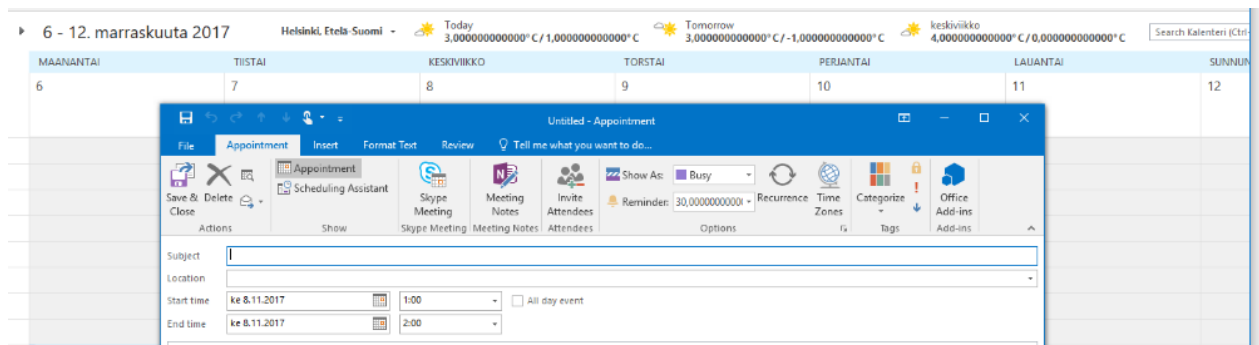 6 - 12. marraskuuta 2017
Helsinki, Etelä-Suomi
Today
3,000000000000° C/ 1,000000000000° C
Tomorrow
3,000000000000° C/ -1,000000000000° C
keskiviikko
4,000000000000° C/ 0,000000000000° C
Search Kalenteri (Ctrl-
MAANANTAI TIISTAI KESKIVIIKKO TORSTAI PERJANTAI LAUANTAI SUNNUN
6 7 8 9 10 11 12
Untitled - Appointment
File Appointment Insert Format Text Review Tell me what you want to do...
Save & Close
Delete
Actions
Appointment
Scheduling Assistant
Show
Skype Meeting
Skype Meeting
Meeting Notes
Meeting Notes
Invite Attendees
Attendees
Show As: Busy
Reminder: 30,0000000000
Recurrence
Time Zones
Options
Categorize
Tags
Office Add-ins
Add-ins
Subject
Location
Start time ke 8.11.2017 1:00 All day event
End time ke 8.11.2017 2:00